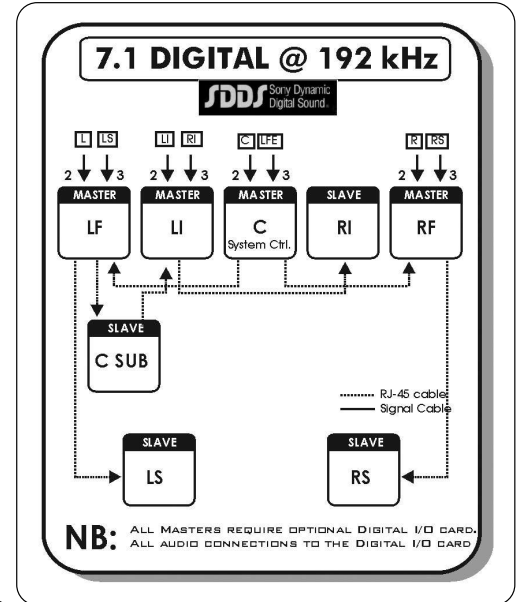 7.1 DIGITAL @ 192 kHz
SDDS Sony Dynamic
Digital Sound.
L LS LI RI C LFE R RS
2 3 2 3 2 3 2 3
MASTER MASTER MASTER SLAVE MASTER
LF LI C RI RF
System Ctrl.
SLAVE
C SUB
RJ-45 cable
Signal Cable
SLAVE SLAVE
LS RS
NB: ALL MASTERS REQUIRE OPTIONAL DIGITAL I/O CARD.
ALL AUDIO CONNECTIONS TO THE DIGITAL I/O CARD